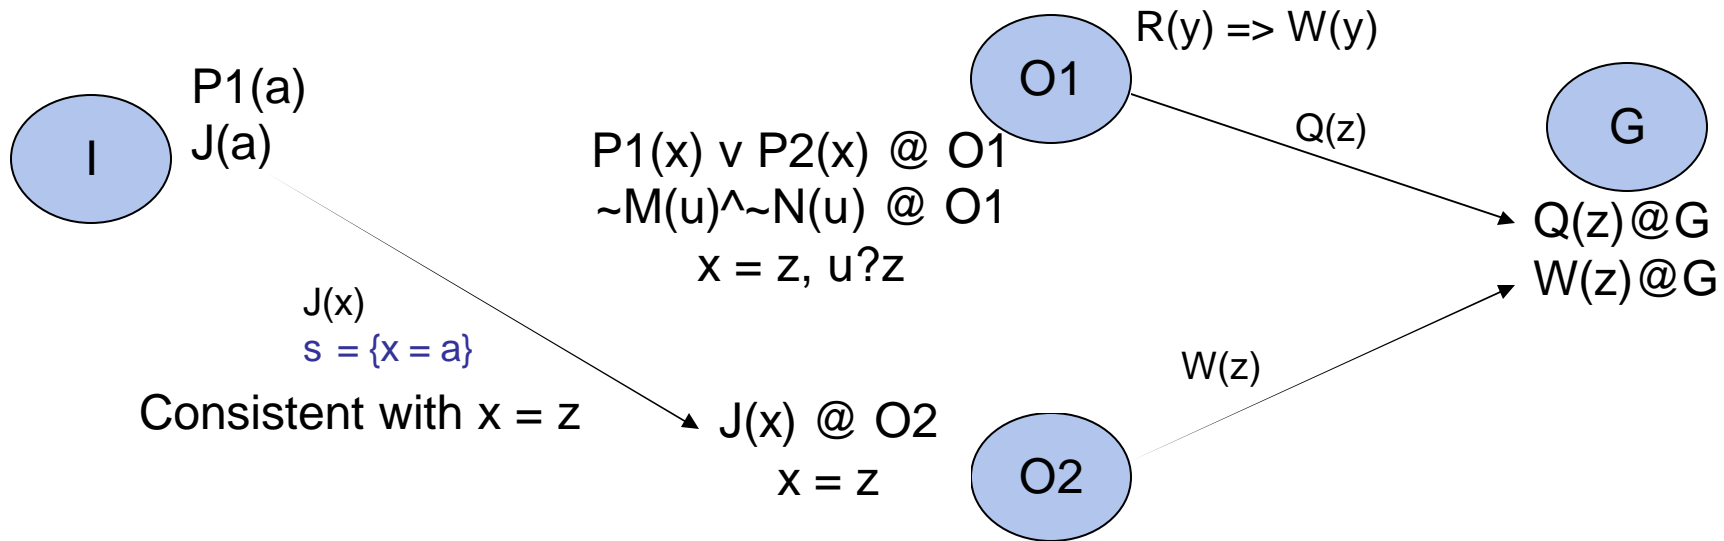 I
P1(a)
J(a)
J(x)
s = {x = a}
Consistent with x = z
P1(x) v P2(x) @ O1
~M(u)^~N(u) @ O1
x = z, u?z
J(x) @ O2
x = z
O1
R(y) => W(y)
Q(z)
O2
W(z)
G
Q(z)@G
W(z)@G